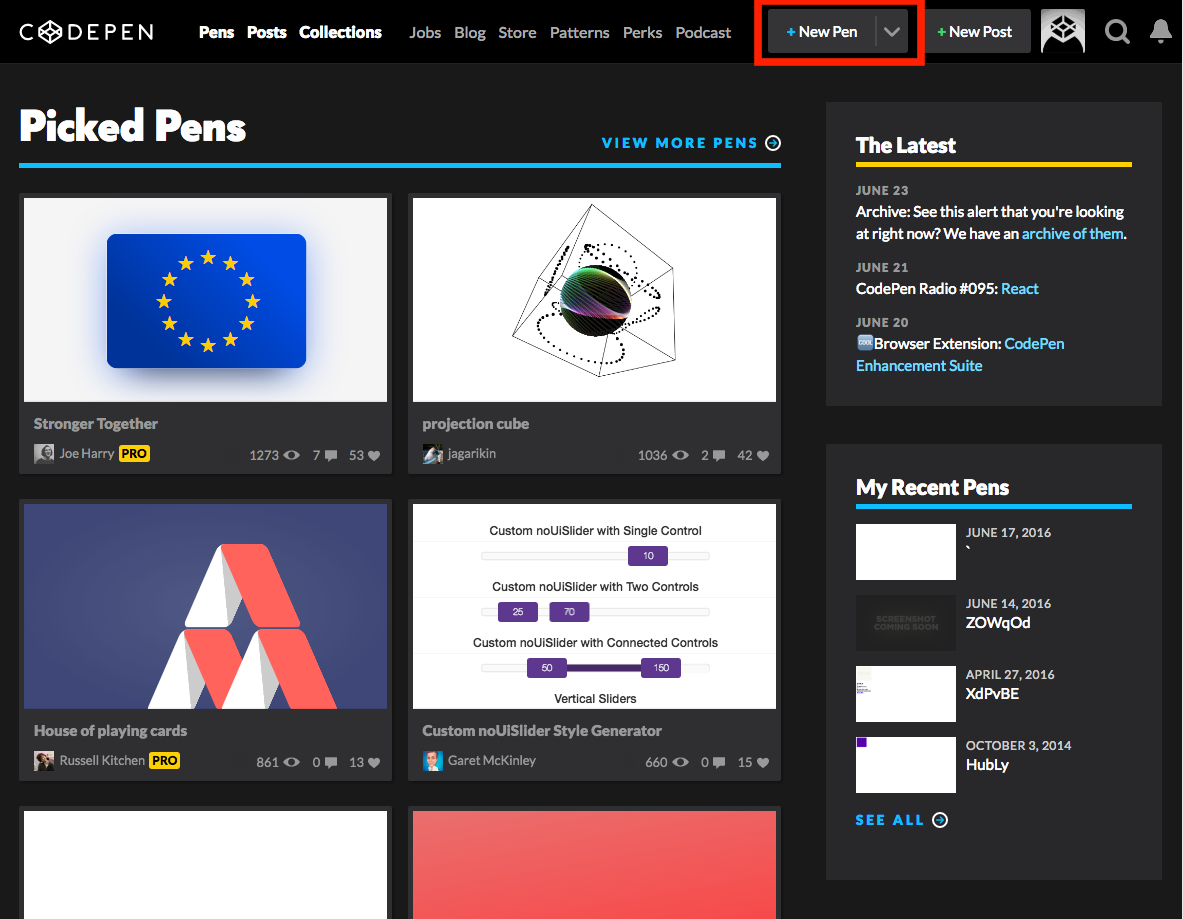 CODEPEN
Pens Posts Collections Jobs Blog Store Patterns Perks Podcast + New Pen + New Post
Picked Pens
VIEW MORE PENS
Stronger Together
Joe Harry PRO 1273 7 53
projection cube
jagarikin 1036 2 42
House of playing cards
Russell Kitchen PRO 861 0 13
Custom noUiSlider with Single Control
10
Custom noUiSlider with Two Controls
25 70
Custom noUiSlider with Connected Controls
50 150
Vertical Sliders
Custom noUiSlider Style Generator
Garet McKinley 660 0 15
The Latest
JUNE 23
Archive: See this alert that you're looking
at right now? We have an archive of them.
JUNE 21
CodePen Radio #095: React
JUNE 20
COOL Browser Extension: CodePen
Enhancement Suite
My Recent Pens
JUNE 17, 2016
`
SCREENSHOT
COMING SOON
JUNE 14, 2016
ZOWqOd
APRIL 27, 2016
XdPvBE
OCTOBER 3, 2014
HubLy
SEE ALL